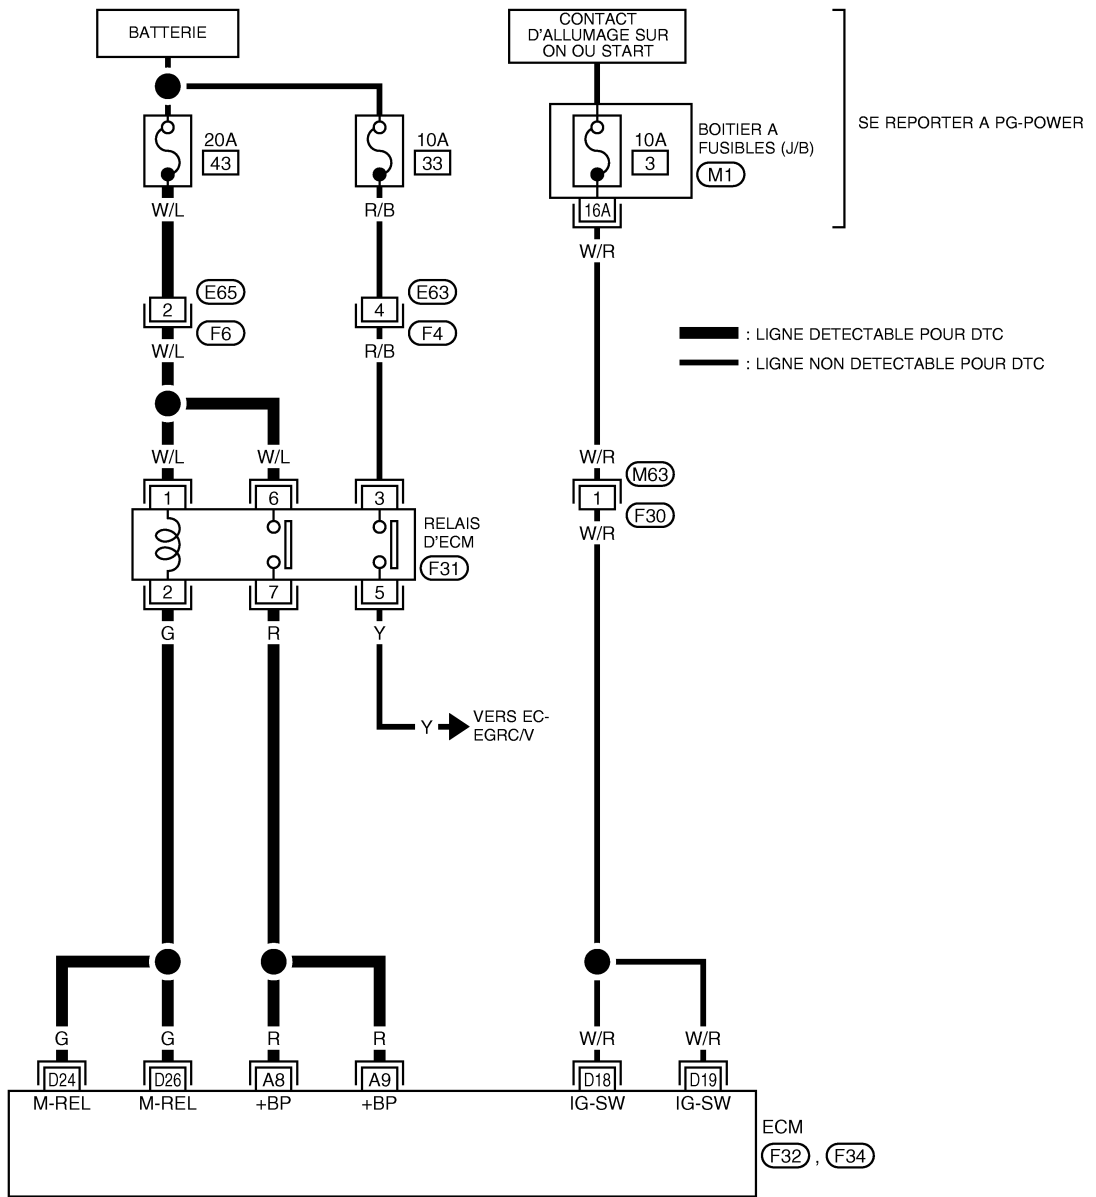 BATTERIE
CONTACT
D'ALLUMAGE SUR
ON OU START
SE REPORTER A PG-POWER
20A
43
10A
33
10A
3
BOITIER A
FUSIBLES (J/B)
M1
16A
W/L
R/B
W/R
E65
E63
2
4
F6
F4
W/L
R/B
: LIGNE DETECTABLE POUR DTC
: LIGNE NON DETECTABLE POUR DTC
W/L
W/L
W/R
M63
1
6
3
1
F30
RELAIS
D'ECM
F31
W/R
2
7
5
G
R
Y
Y
VERS EC-
EGRC/V
G
G
R
R
W/R
W/R
D24
D26
A8
A9
D18
D19
M-REL
M-REL
+BP
+BP
IG-SW
IG-SW
ECM
F32 , F34